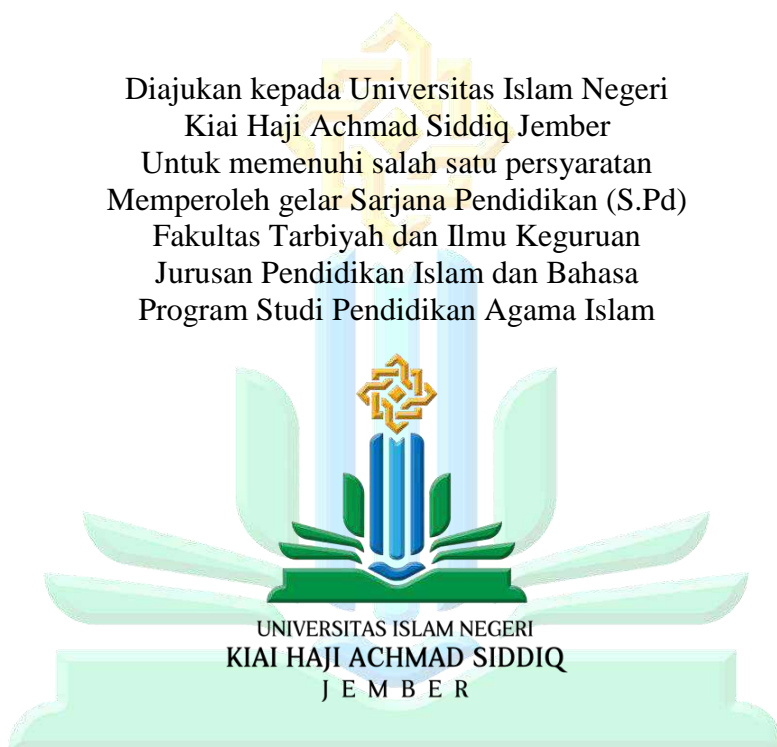 Diajukan kepada Universitas Islam Negeri
Kiai Haji Achmad Siddiq Jember
Untuk memenuhi salah satu persyaratan
Memperoleh gelar Sarjana Pendidikan (S.Pd)
Fakultas Tarbiyah dan Ilmu Keguruan
Jurusan Pendidikan Islam dan Bahasa
Program Studi Pendidikan Agama Islam
UNIVERSITAS ISLAM NEGERI
KIAI HAJI ACHMAD SIDDIQ
JEMBER